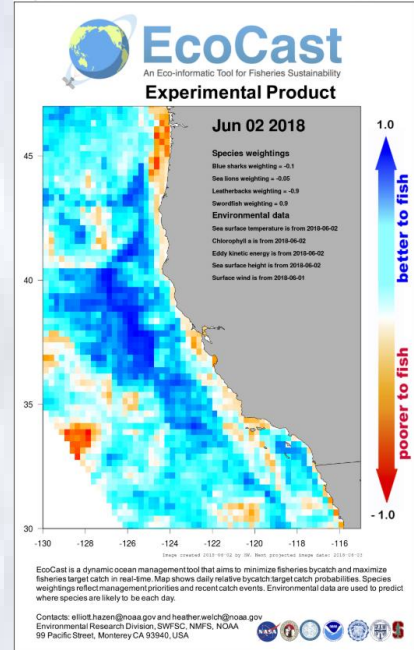 EcoCast
An Eco-informatic Tool for Fisheries Sustainability
Experimental Product
Jun 02 2018
Species weightings
Blue sharks weighting = -0.1
Sea lions weighting = -0.05
Leatherbacks weighting = -0.9
Swordfish weighting = 0.9
Environmental data
Sea surface temperature is from 2018-06-02
Chlorophyll a is from 2018-06-02
Eddy kinetic energy is from 2018-06-02
Sea surface height is from 2018-06-02
Surface wind is from 2018-06-01
1.0
better to fish
poorer to fish
- 1.0
45
40
35
30
-130
-128
-126
-124
-122
-120
-118
-116
EcoCast is a dynamic ocean management tool that aims to minimize fisheries bycatch and maximize
fisheries target catch in real-time. Map shows daily relative bycatch:target catch probabilities. Species
weightings reflect management priorities and recent catch events. Environmental data are used to predict
where species are likely to be each day.
Contacts: elliott.hazen@noaa.gov and heather.welch@noaa.gov
Environmental Research Division, SWFSC, NMFS, NOAA
99 Pacific Street, Monterey CA 93940, USA
NASA